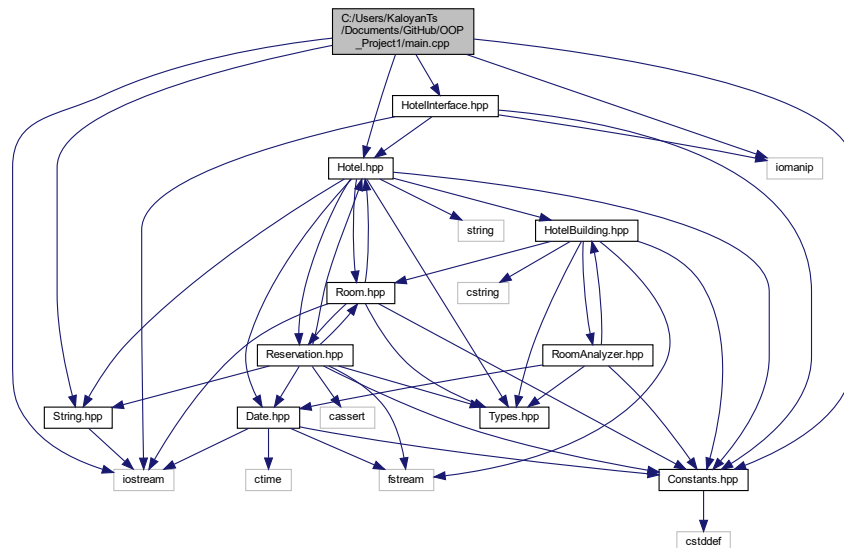 C:/Users/KaloyanTs
/Documents/GitHub/OOP
_Project1/main.cpp
HotelInterface.hpp
Hotel.hpp
iomanip
string
HotelBuilding.hpp
Room.hpp
cstring
Reservation.hpp
RoomAnalyzer.hpp
String.hpp
Date.hpp
cassert
Types.hpp
iostream
ctime
fstream
Constants.hpp
cstddef